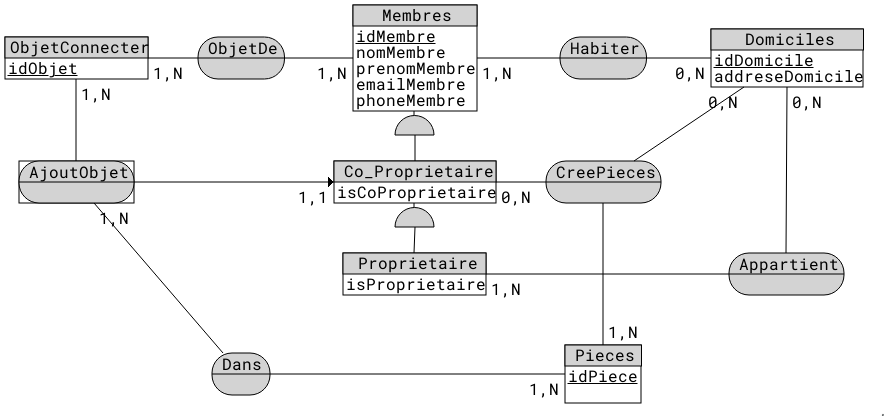 Membres
idMembre
nomMembre
prenomMembre
emailMembre
phoneMembre
ObjetConnecter
idObjet
ObjetDe
Habiter
Domiciles
idDomicile
addreseDomicile
1,N
1,N
1,N
0,N
1,N
0,N
0,N
AjoutObjet
Co_Proprietaire
isCoProprietaire
CreePieces
1,1
0,N
1,N
Proprietaire
isProprietaire
Appartient
1,N
1,N
Dans
Pieces
idPiece
1,N